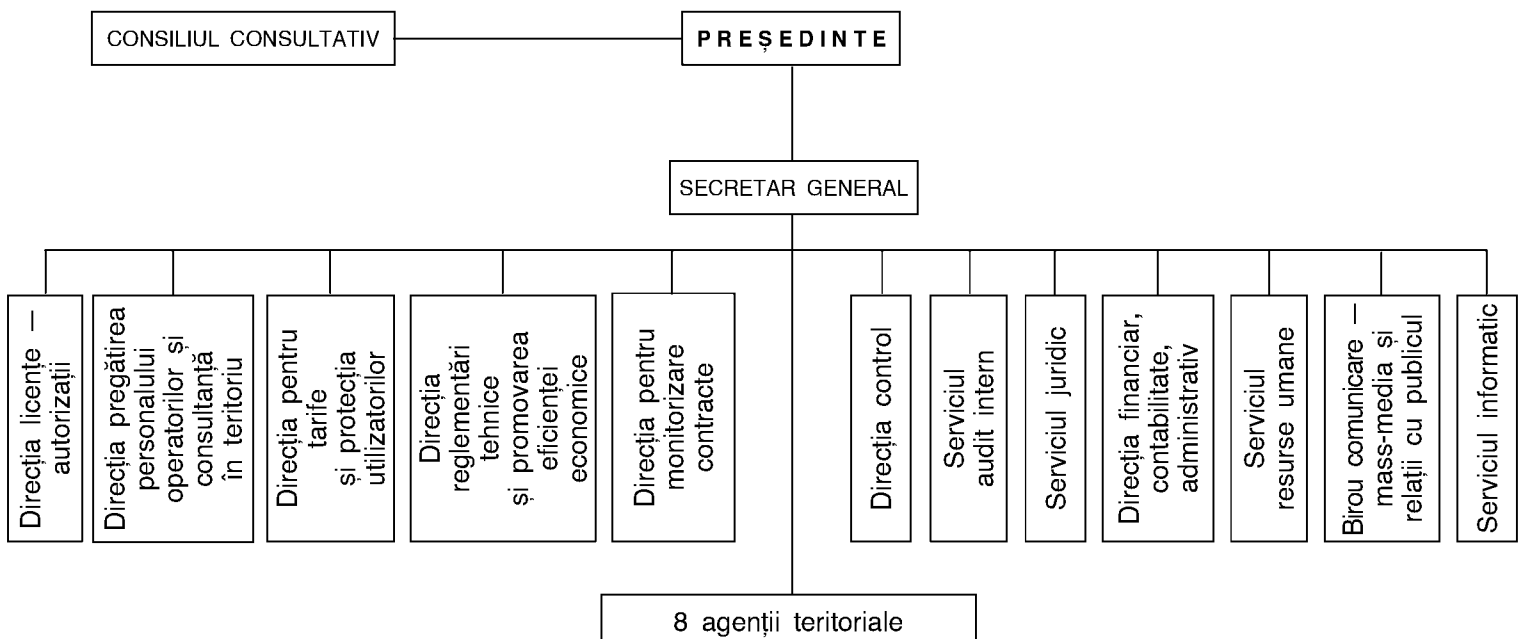 CONSILIUL CONSULTATIV
PREȘEDINTE
SECRETAR GENERAL
Direcția licențe —
autorizații
Direcția pregătirea
personalului
operatorilor și
consultanță
în teritoriu
Direcția pentru
tarife
și protecția
utilizatorilor
Direcția
reglementări
tehnice
și promovarea
eficienței
economice
Direcția pentru
monitorizare
contracte
Direcția control
Serviciul
audit intern
Serviciul juridic
Direcția financiar,
contabilitate,
administrativ
Serviciul
resurse umane
Birou comunicare —
mass-media și
relații cu publicul
Serviciul informatic
8 agenții teritoriale